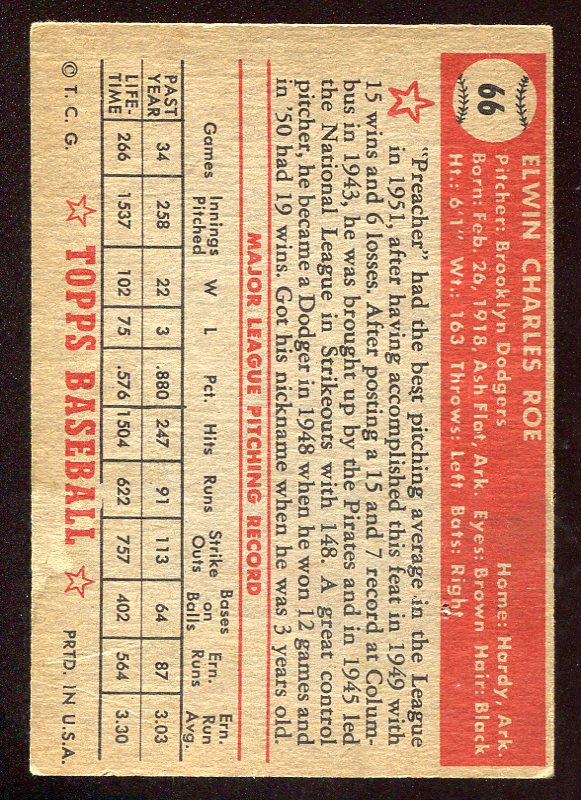 66
ELWIN CHARLES ROE
Pitcher: Brooklyn Dodgers Home: Hardy, Ark.
Born: Feb. 26, 1918, Ash Flat, Ark. Eyes: Brown Hair: Black
Ht.: 6'1" Wt.: 163 Throws: Left Bats: Right
"Preacher" had the best pitching average in the League
in 1951, after having accomplished this feat in 1949 with
15 wins and 6 losses. After posting a 15 and 7 record at Colum-
bus in 1943, he was brought up by the Pirates and in 1945 led
the National League in Strikeouts with 148. A great control
pitcher, he became a Dodger in 1948 when he won 12 games and
in '50 had 19 wins. Got his nickname when he was 3 years old.
MAJOR LEAGUE PITCHING RECORD
Games Innings Pitched W L Pct. Hits Runs Strike Outs Bases on Balls Ern. Runs Ern. Run Avg.
PAST YEAR 34 258 22 3 .880 247 91 113 64 87 3.03
LIFE-TIME 266 1537 102 75 .576 1504 622 757 402 564 3.30
© T. C. G. TOPPS BASEBALL PRTD. IN U.S.A.